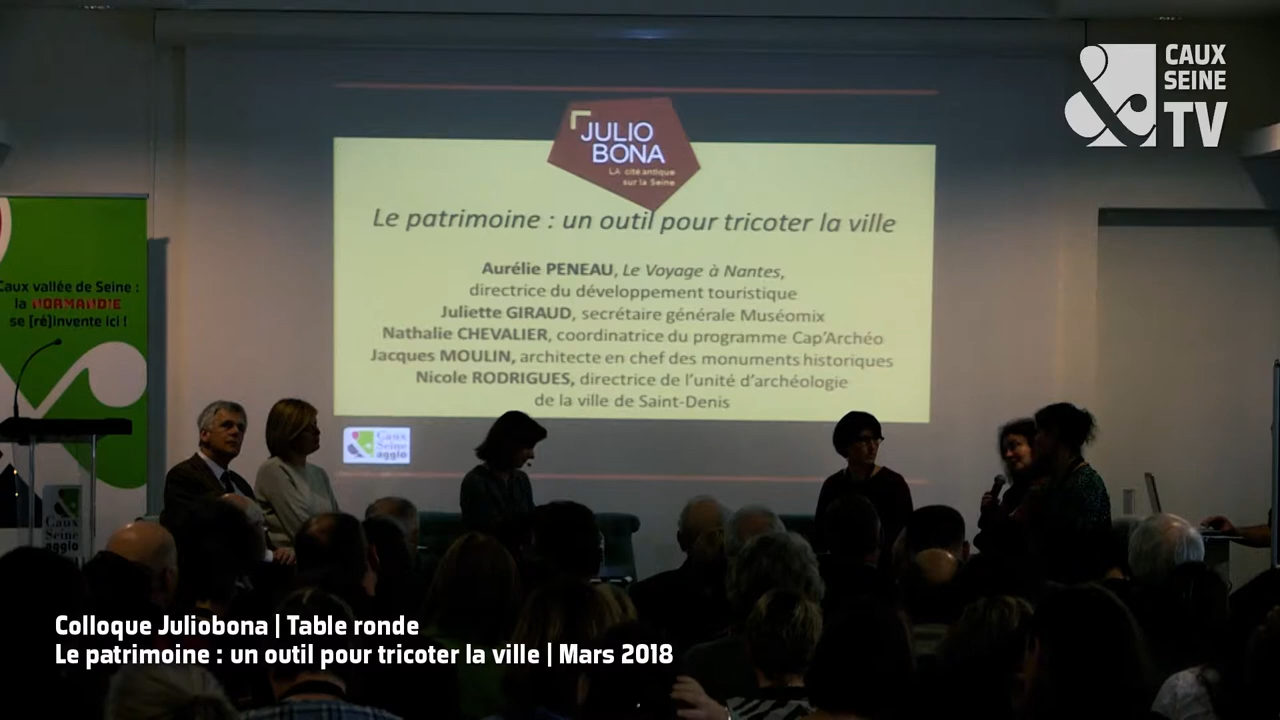 CAUX
SEINE
TV
JULIO
BONA
LA cité antique
sur la Seine
Le patrimoine : un outil pour tricoter la ville
Aurélie PENEAU, Le Voyage à Nantes,
directrice du développement touristique
Juliette GIRAUD, secrétaire générale Muséomix
Nathalie CHEVALIER, coordinatrice du programme Cap'Archéo
Jacques MOULIN, architecte en chef des monuments historiques
Nicole RODRIGUES, directrice de l'unité d'archéologie
de la ville de Saint-Denis
Caux
Seine
agglo
Caux vallée de Seine :
la NORMANDIE
se [ré]invente ici !
Caux
Seine
agglo
Colloque Juliobona | Table ronde
Le patrimoine : un outil pour tricoter la ville | Mars 2018